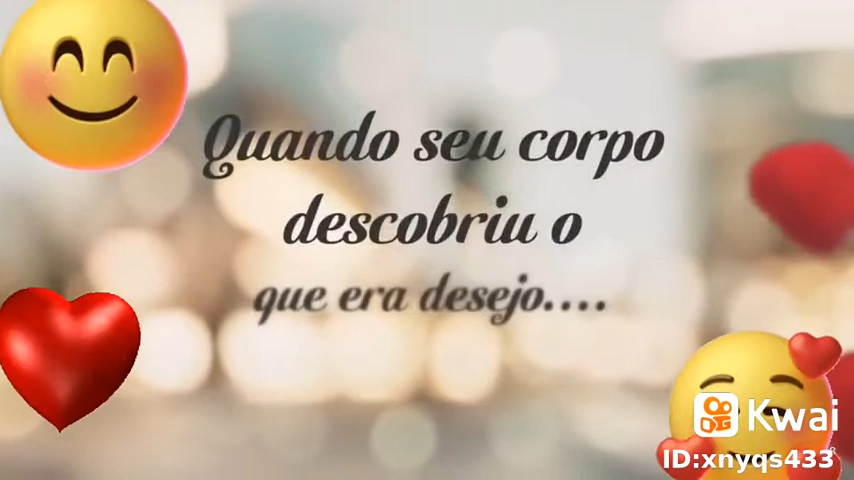 Quando seu corpo
descobriu o
que era desejo....
Kwai
ID:xnyqs433